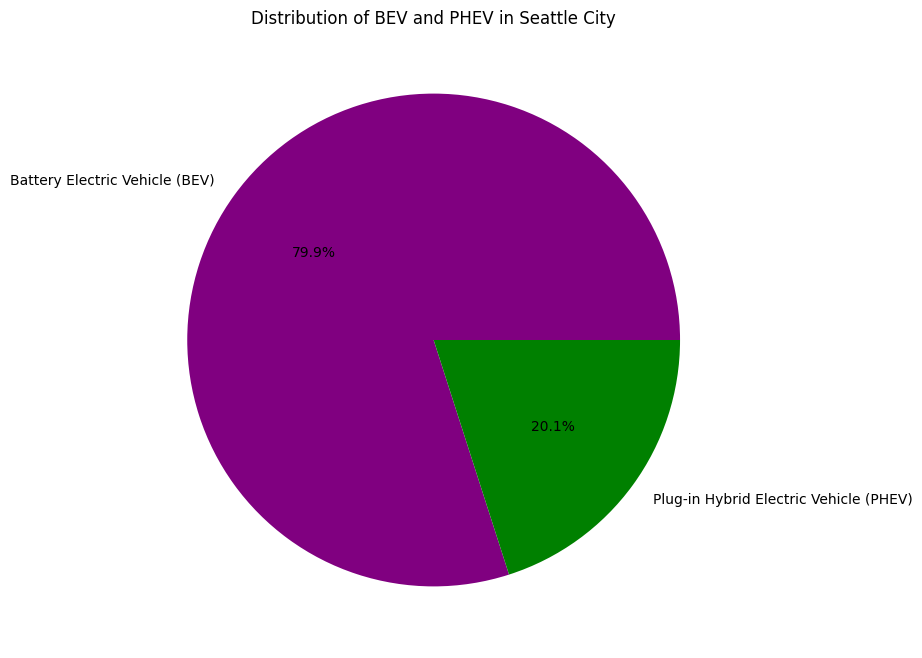 Distribution of BEV and PHEV in Seattle City
Battery Electric Vehicle (BEV)
79.9%
20.1%
Plug-in Hybrid Electric Vehicle (PHEV)